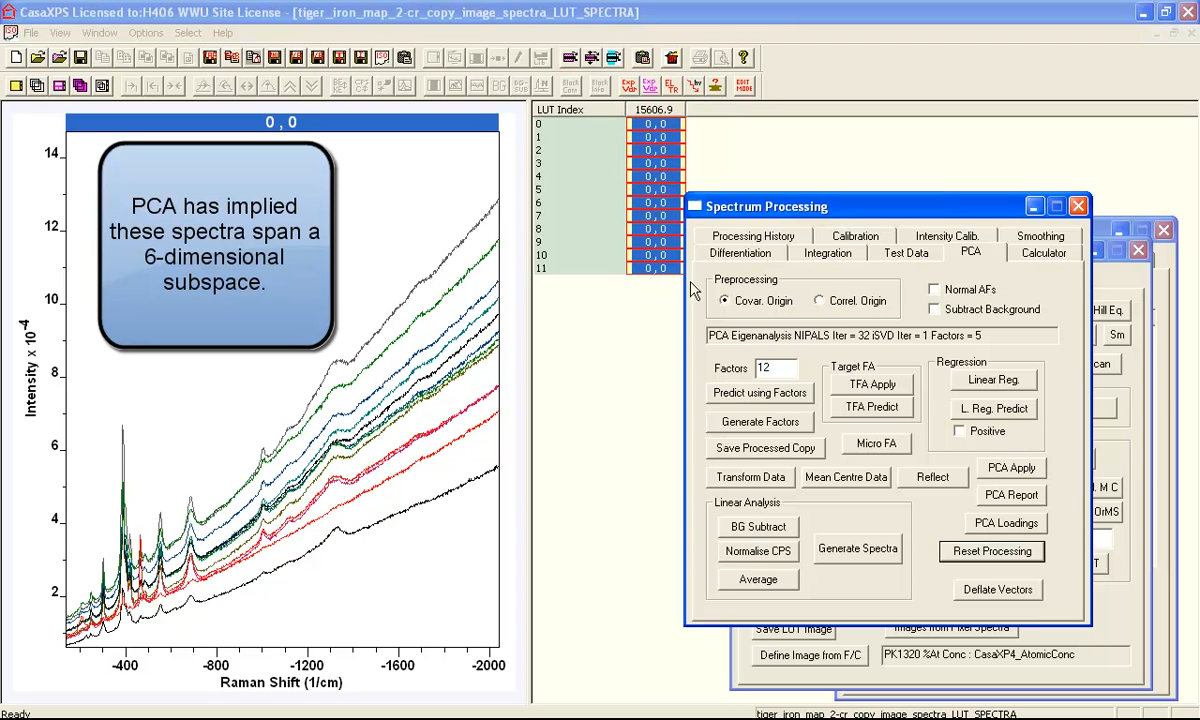 CasaXPS Licensed to:H406 WWU Site License - [tiger_iron_map_2-cr_copy_image_spectra_LUT_SPECTRA]
File View Window Options Select Help
0 , 0
14
12
10
8
6
4
2
Intensity x 10-4
PCA has implied
these spectra span a
6-dimensional
subspace.
-400 -800 -1200 -1600 -2000
Raman Shift (1/cm)
LUT Index 15606.9
0 0 , 0
1 0 , 0
2 0 , 0
3 0 , 0
4 0 , 0
5 0 , 0
6 0 , 0
7 0 , 0
8 0 , 0
9 0 , 0
10 0 , 0
11 0 , 0
Spectrum Processing
Processing History Calibration Intensity Calib. Smoothing
Differentiation Integration Test Data PCA Calculator
Preprocessing
Covar. Origin Correl. Origin
Normal AFs
Subtract Background
PCA Eigenanalysis NIPALS Iter = 32 iSVD Iter = 1 Factors = 5
Factors 12
Predict using Factors
Generate Factors
Save Processed Copy
Target FA
TFA Apply
TFA Predict
Micro FA
Regression
Linear Reg.
L. Reg. Predict
Positive
Transform Data Mean Centre Data Reflect
PCA Apply
PCA Report
PCA Loadings
Reset Processing
Deflate Vectors
Linear Analysis
BG Subtract
Normalise CPS
Average
Generate Spectra
Hill Eq.
Sm
can
. M C
OrMS
T
Save LUT Image Images from Pixel Spectra
Define Image from F/C PK1320 %At Conc : CasaXP4_AtomicConc
Ready tiger_iron_map_2-cr_copy_image_spectra_LUT_SPECTRA